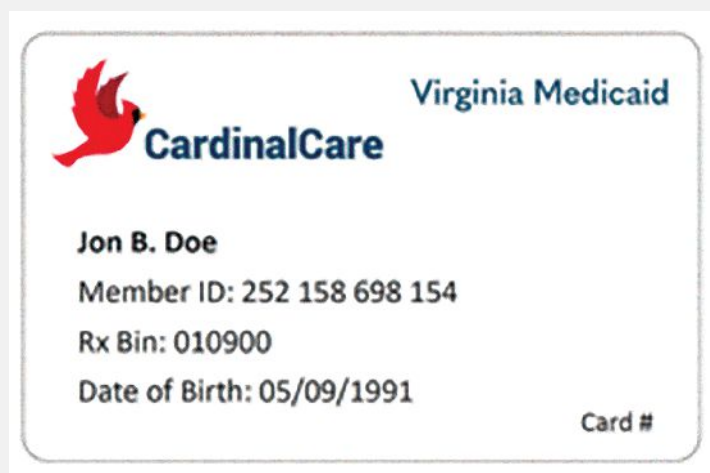 Virginia Medicaid
CardinalCare
Jon B. Doe
Member ID: 252 158 698 154
Rx Bin: 010900
Date of Birth: 05/09/1991
Card #